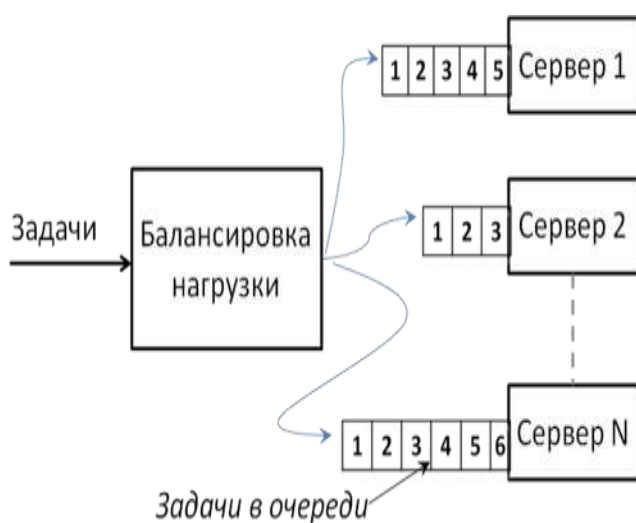 1 2 3 4 5 Сервер 1
Задачи
Балансировка
нагрузки
1 2 3 Сервер 2
1 2 3 4 5 6 Сервер N
Задачи в очереди